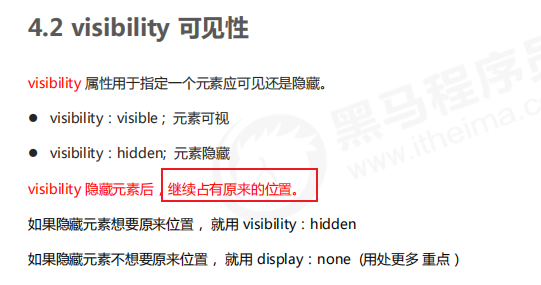 4.2 visibility 可见性
visibility 属性用于指定一个元素应可见还是隐藏。
● visibility：visible ; 元素可视
● visibility：hidden; 元素隐藏
visibility 隐藏元素后，继续占有原来的位置。
如果隐藏元素想要原来位置， 就用 visibility：hidden
如果隐藏元素不想要原来位置， 就用 display：none (用处更多 重点 )
黑马程序员
www.itheima.com